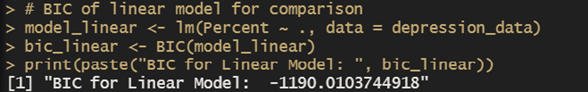 > # BIC of linear model for comparison
> model_linear <- lm(Percent ~ ., data = depression_data)
> bic_linear <- BIC(model_linear)
> print(paste("BIC for Linear Model: ", bic_linear))
[1] "BIC for Linear Model:  -1190.0103744918"